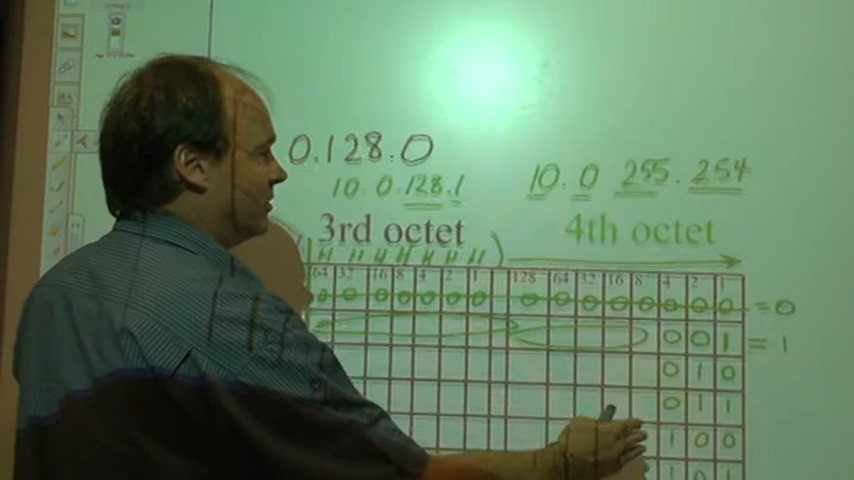 0.128.0
10.0.128.1
10.0 255.254
3rd octet
4th octet
64 32 16 8 4 2 1 128 64 32 16 8 4 2 1
0 0 0 0 0 0 0 0 0 0 0 0 0 0 0 = 0
0 0 1 = 1
0 1 0
0 1 1
1 0 0
1 0 1